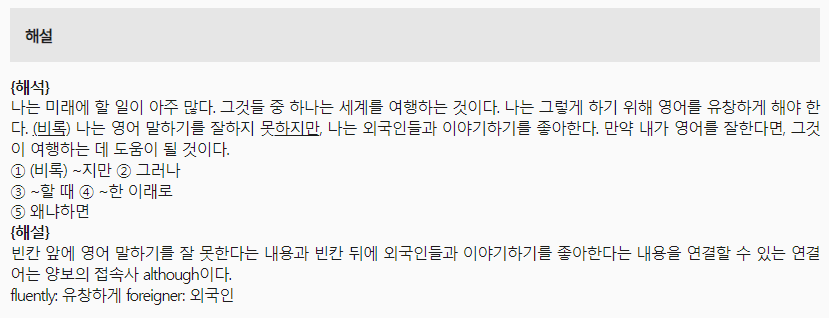 해설
{해석}
나는 미래에 할 일이 아주 많다. 그것들 중 하나는 세계를 여행하는 것이다. 나는 그렇게 하기 위해 영어를 유창하게 해야 한
다. (비록) 나는 영어 말하기를 잘하지 못하지만, 나는 외국인들과 이야기하기를 좋아한다. 만약 내가 영어를 잘한다면, 그것
이 여행하는 데 도움이 될 것이다.
① (비록) ~지만 ② 그러나
③ ~할 때 ④ ~한 이래로
⑤ 왜냐하면
{해설}
빈칸 앞에 영어 말하기를 잘 못한다는 내용과 빈칸 뒤에 외국인들과 이야기하기를 좋아한다는 내용을 연결할 수 있는 연결
어는 양보의 접속사 although이다.
fluently: 유창하게 foreigner: 외국인